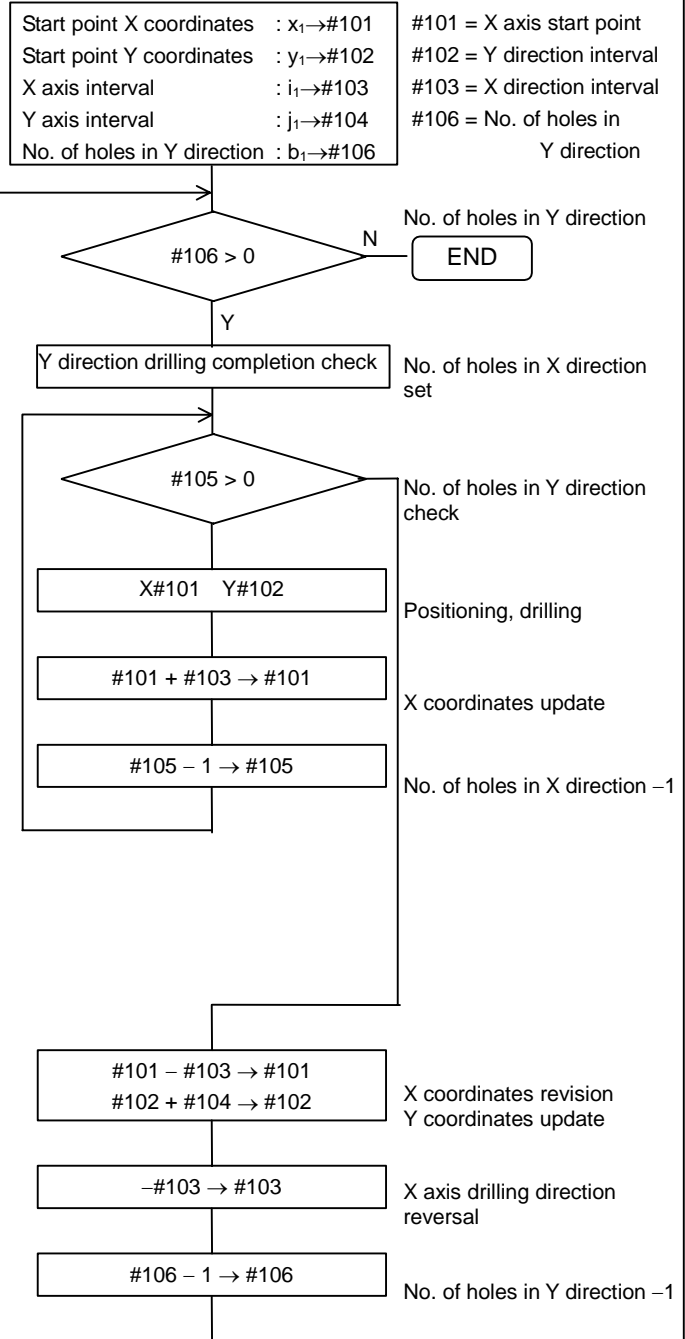 Start point X coordinates : x₁→#101
Start point Y coordinates : y₁→#102
X axis interval : i₁→#103
Y axis interval : j₁→#104
No. of holes in Y direction : b₁→#106
#101 = X axis start point
#102 = Y direction interval
#103 = X direction interval
#106 = No. of holes in
Y direction
No. of holes in Y direction
#106 > 0
N
END
Y
Y direction drilling completion check
No. of holes in X direction
set
#105 > 0
No. of holes in Y direction
check
X#101 Y#102
Positioning, drilling
#101 + #103 → #101
X coordinates update
#105 − 1 → #105
No. of holes in X direction −1
#101 − #103 → #101
#102 + #104 → #102
X coordinates revision
Y coordinates update
−#103 → #103
X axis drilling direction
reversal
#106 − 1 → #106
No. of holes in Y direction −1